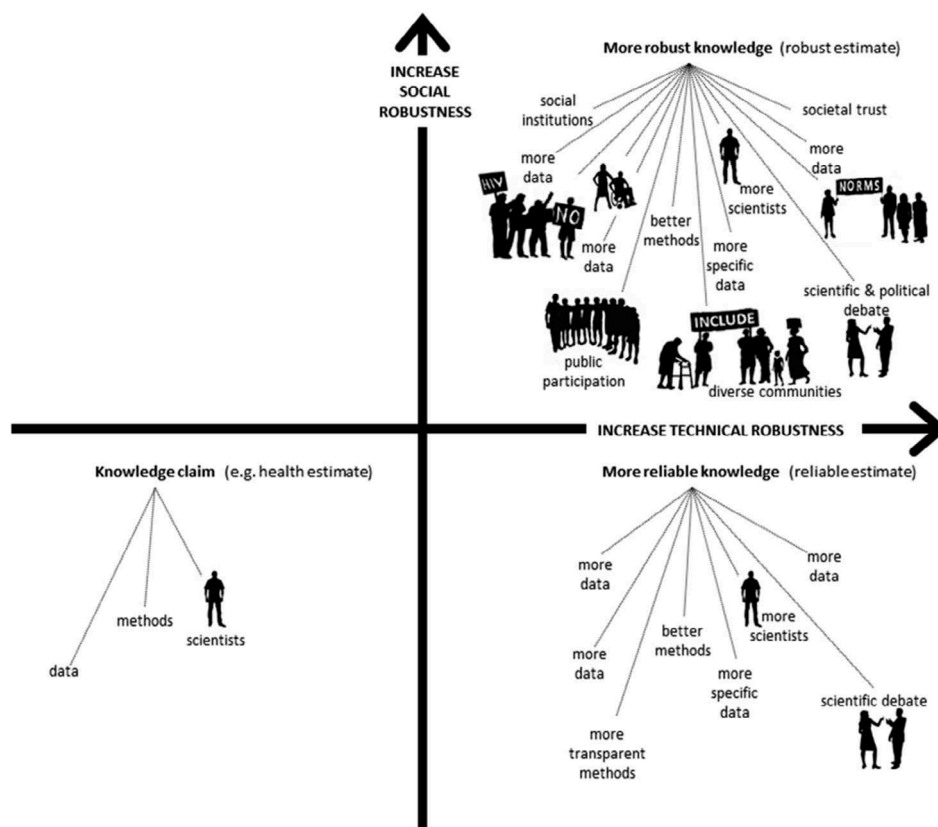 INCREASE
SOCIAL
ROBUSTNESS
More robust knowledge (robust estimate)
social
institutions
societal trust
more
data
more
data
HIV
NO
more
scientists
NORMS
better
methods
more
data
more
specific
data
scientific & political
debate
INCLUDE
public
participation
diverse communities
INCREASE TECHNICAL ROBUSTNESS
Knowledge claim (e.g. health estimate)
data
methods
scientists
More reliable knowledge (reliable estimate)
more
data
more
data
more
scientists
better
methods
more
data
more
specific
data
scientific debate
more
transparent
methods